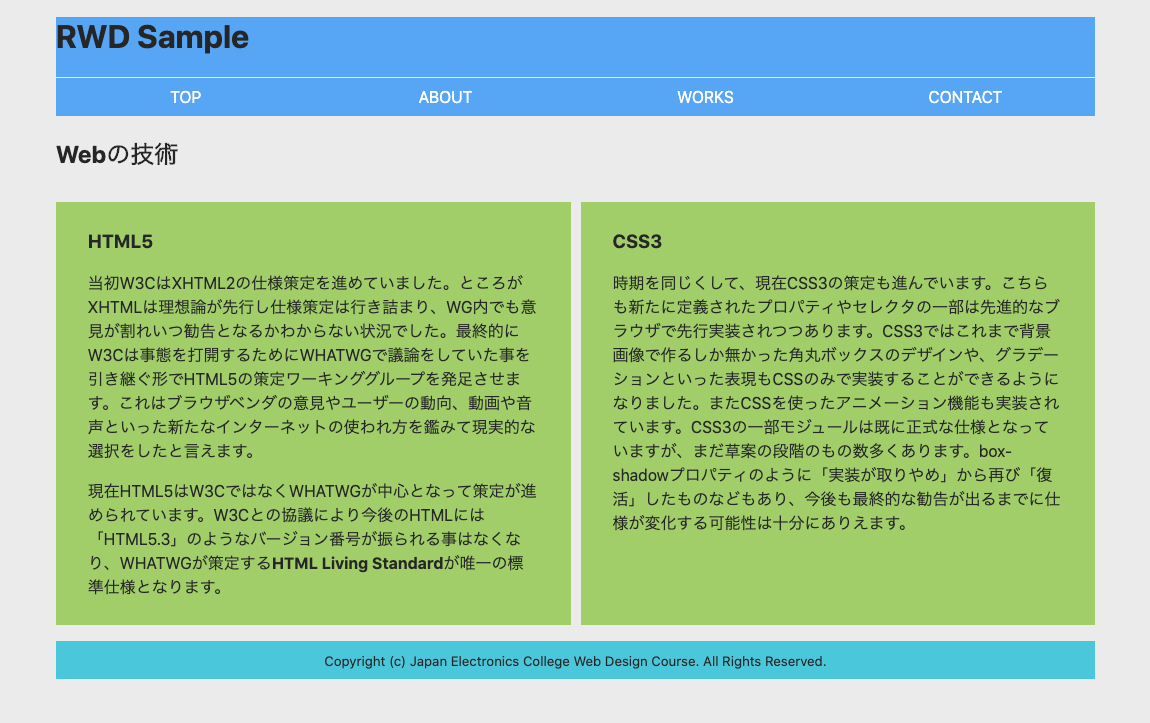 RWD Sample
TOP ABOUT WORKS CONTACT
Webの技術
HTML5
当初W3CはXHTML2の仕様策定を進めていました。ところが
XHTMLは理想論が先行し仕様策定は行き詰まり、WG内でも意
見が割れいつ勧告となるかわからない状況でした。最終的に
W3Cは事態を打開するためにWHATWGで議論をしていた事を
引き継ぐ形でHTML5の策定ワーキンググループを発足させま
す。これはブラウザベンダの意見やユーザーの動向、動画や音
声といった新たなインターネットの使われ方を鑑みて現実的な
選択をしたと言えます。
現在HTML5はW3CではなくWHATWGが中心となって策定が進
められています。W3Cとの協議により今後のHTMLには
「HTML5.3」のようなバージョン番号が振られる事はなくな
り、WHATWGが策定するHTML Living Standardが唯一の標
準仕様となります。
CSS3
時期を同じくして、現在CSS3の策定も進んでいます。こちら
も新たに定義されたプロパティやセレクタの一部は先進的なブ
ラウザで先行実装されつつあります。CSS3ではこれまで背景
画像で作るしか無かった角丸ボックスのデザインや、グラデー
ションといった表現もCSSのみで実装することができるように
なりました。またCSSを使ったアニメーション機能も実装され
ています。CSS3の一部モジュールは既に正式な仕様となって
いますが、まだ草案の段階のもの数多くあります。box-
shadowプロパティのように「実装が取りやめ」から再び「復
活」したものなどもあり、今後も最終的な勧告が出るまでに仕
様が変化する可能性は十分にありえます。
Copyright (c) Japan Electronics College Web Design Course. All Rights Reserved.